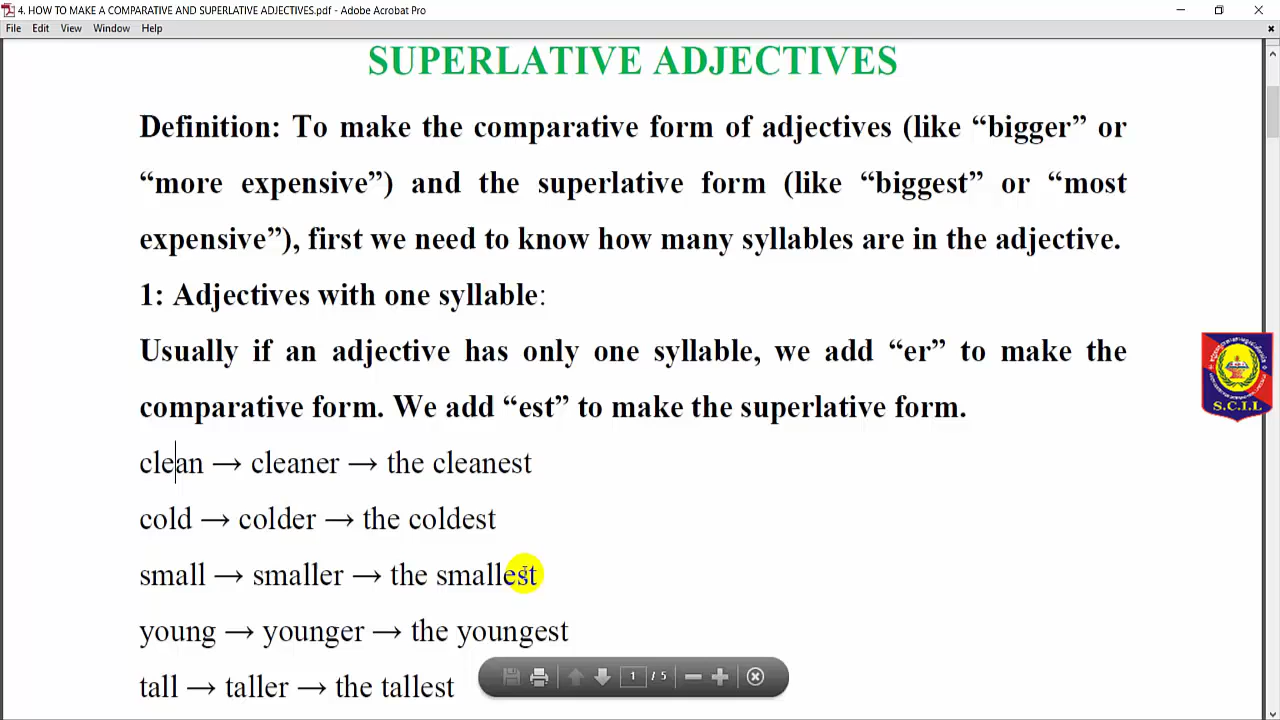 4. HOW TO MAKE A COMPARATIVE AND SUPERLATIVE ADJECTIVES.pdf - Adobe Acrobat Pro
File Edit View Window Help
SUPERLATIVE ADJECTIVES
Definition: To make the comparative form of adjectives (like “bigger” or
“more expensive”) and the superlative form (like “biggest” or “most
expensive”), first we need to know how many syllables are in the adjective.
1: Adjectives with one syllable:
Usually if an adjective has only one syllable, we add “er” to make the
comparative form. We add “est” to make the superlative form.
clean → cleaner → the cleanest
cold → colder → the coldest
small → smaller → the smallest
young → younger → the youngest
tall → taller → the tallest
1 / 5
S.C.I.L